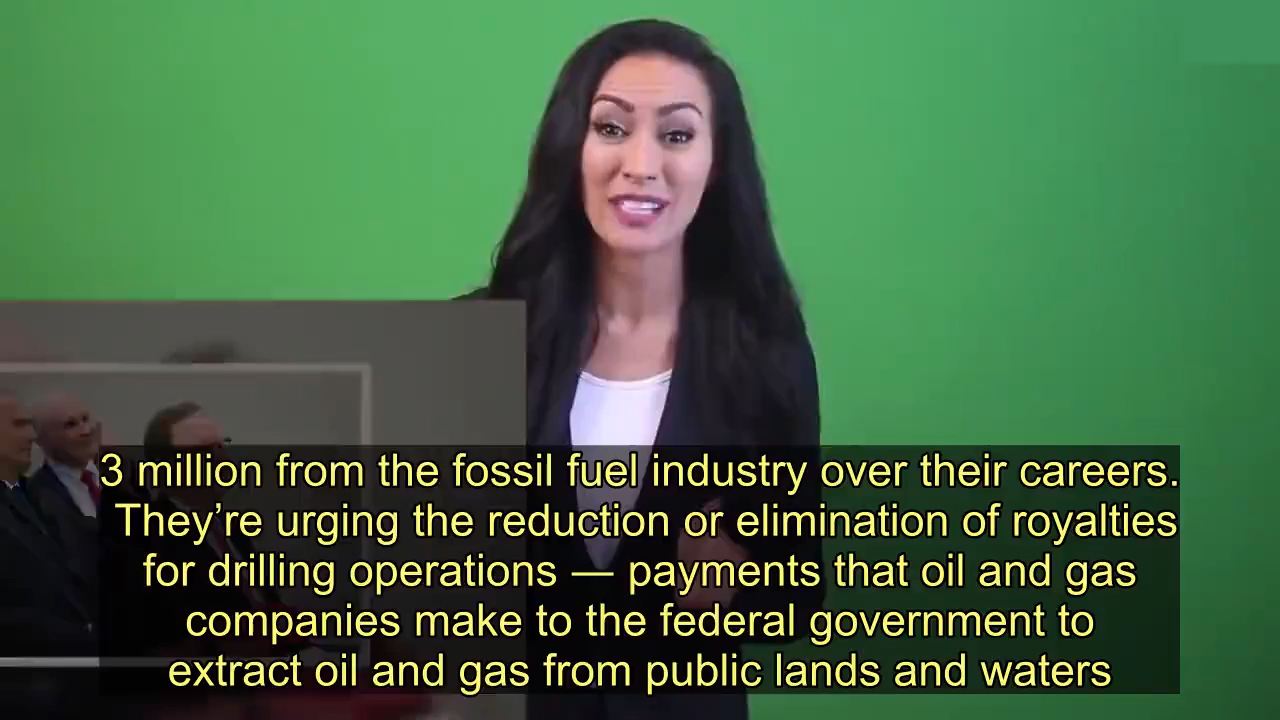 3 million from the fossil fuel industry over their careers.
They’re urging the reduction or elimination of royalties
for drilling operations — payments that oil and gas
companies make to the federal government to
extract oil and gas from public lands and waters